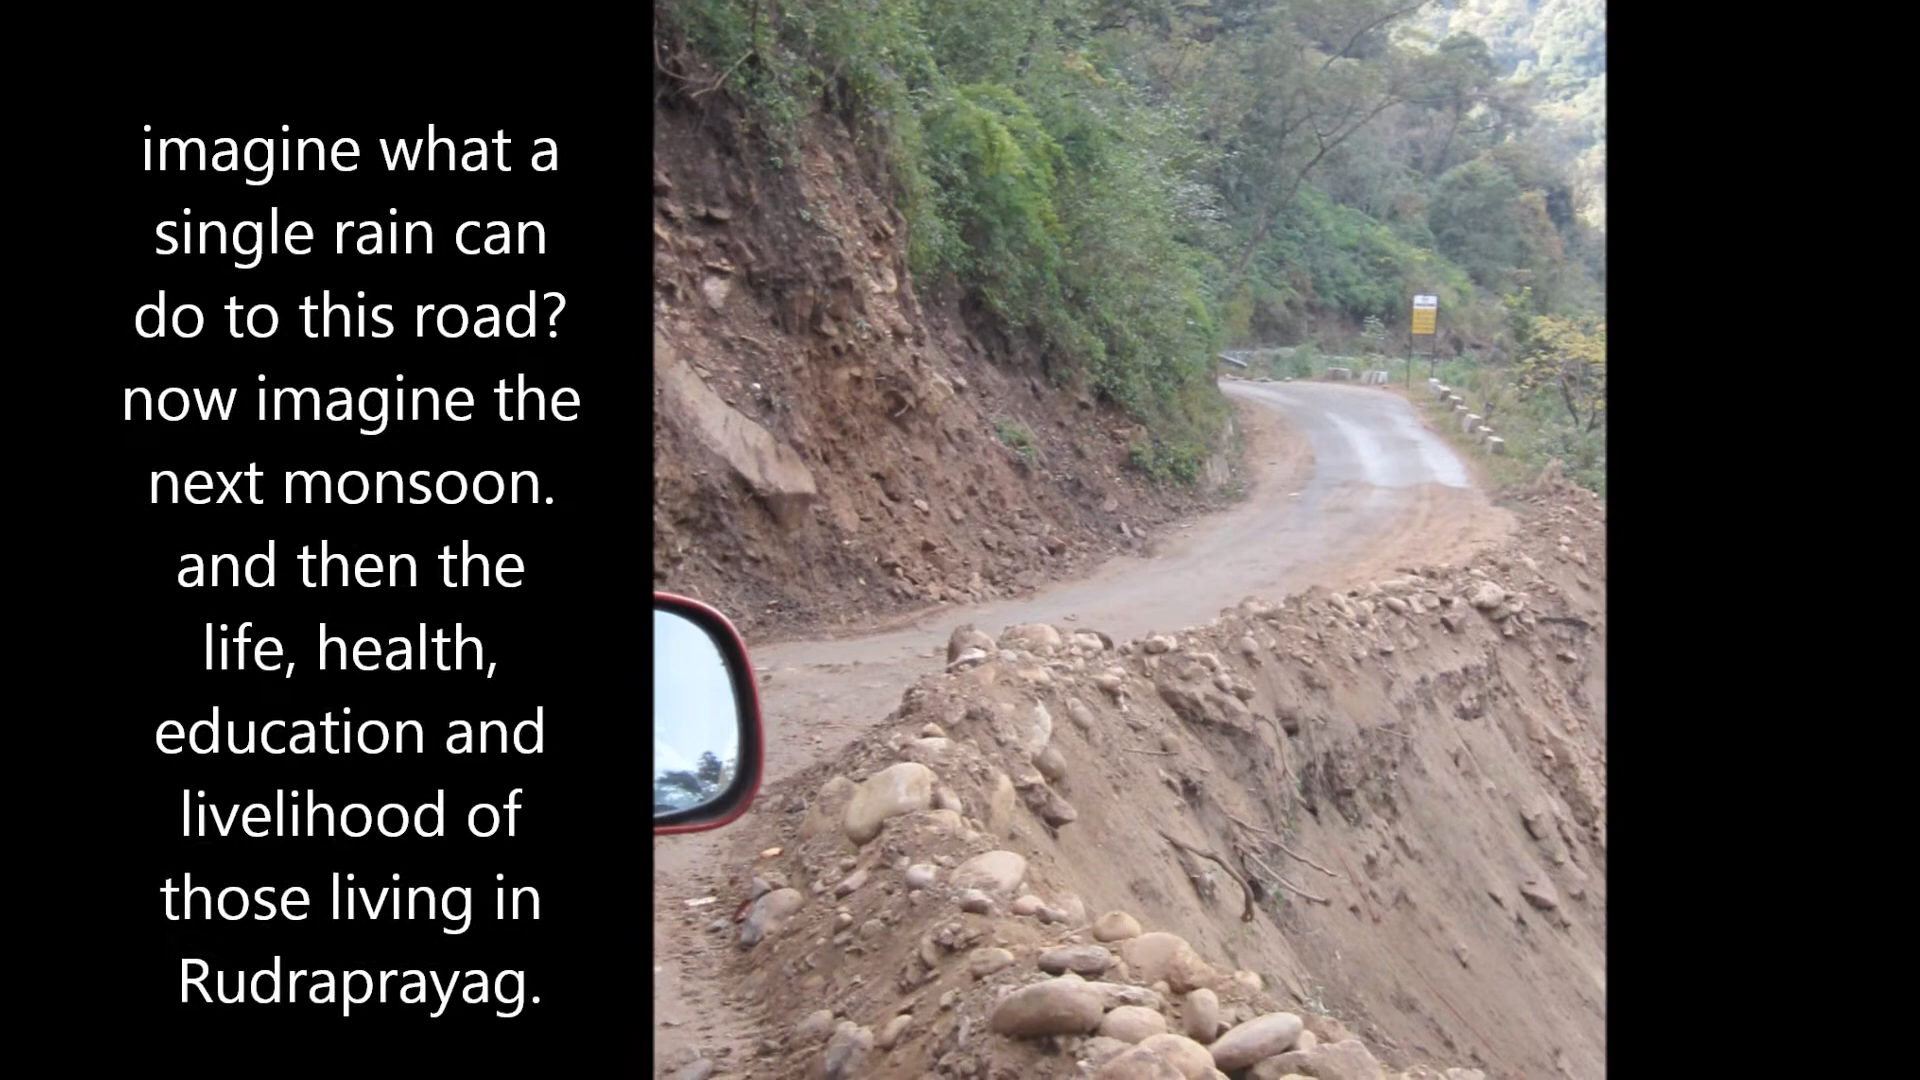 imagine what a
single rain can
do to this road?
now imagine the
next monsoon.
and then the
life, health,
education and
livelihood of
those living in
Rudraprayag.